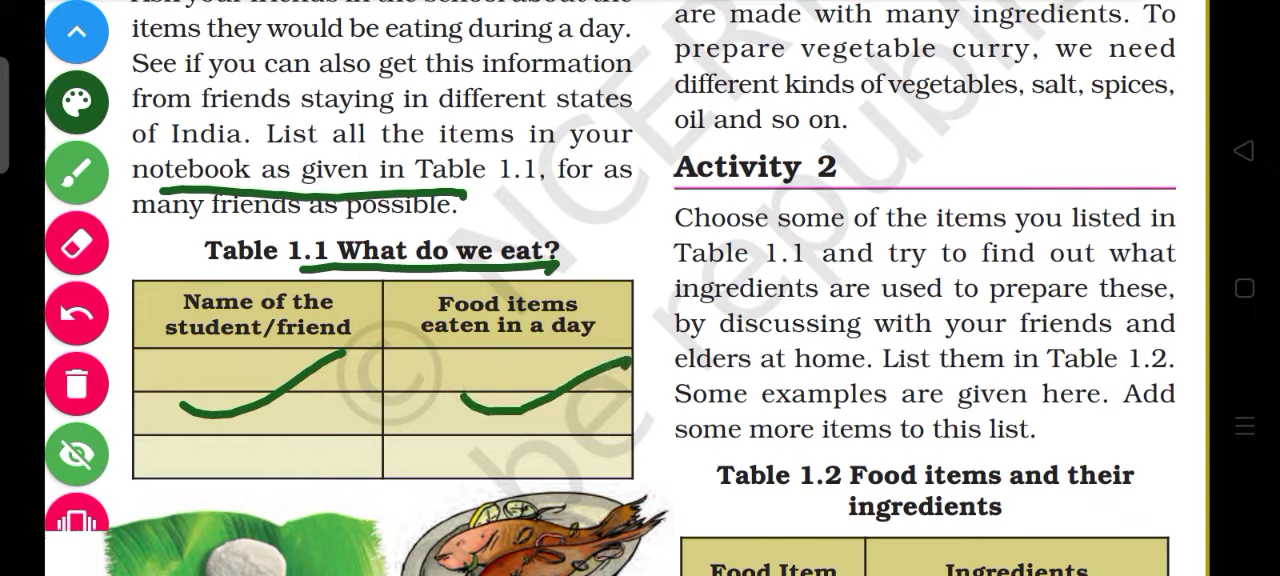 items they would be eating during a day.
See if you can also get this information
from friends staying in different states
of India. List all the items in your
notebook as given in Table 1.1, for as
many friends as possible.
Table 1.1 What do we eat?
Name of the student/friend
Food items eaten in a day
are made with many ingredients. To
prepare vegetable curry, we need
different kinds of vegetables, salt, spices,
oil and so on.
Activity 2
Choose some of the items you listed in
Table 1.1 and try to find out what
ingredients are used to prepare these,
by discussing with your friends and
elders at home. List them in Table 1.2.
Some examples are given here. Add
some more items to this list.
Table 1.2 Food items and their
ingredients
Food Item
Ingredients
© NCERT
be republi